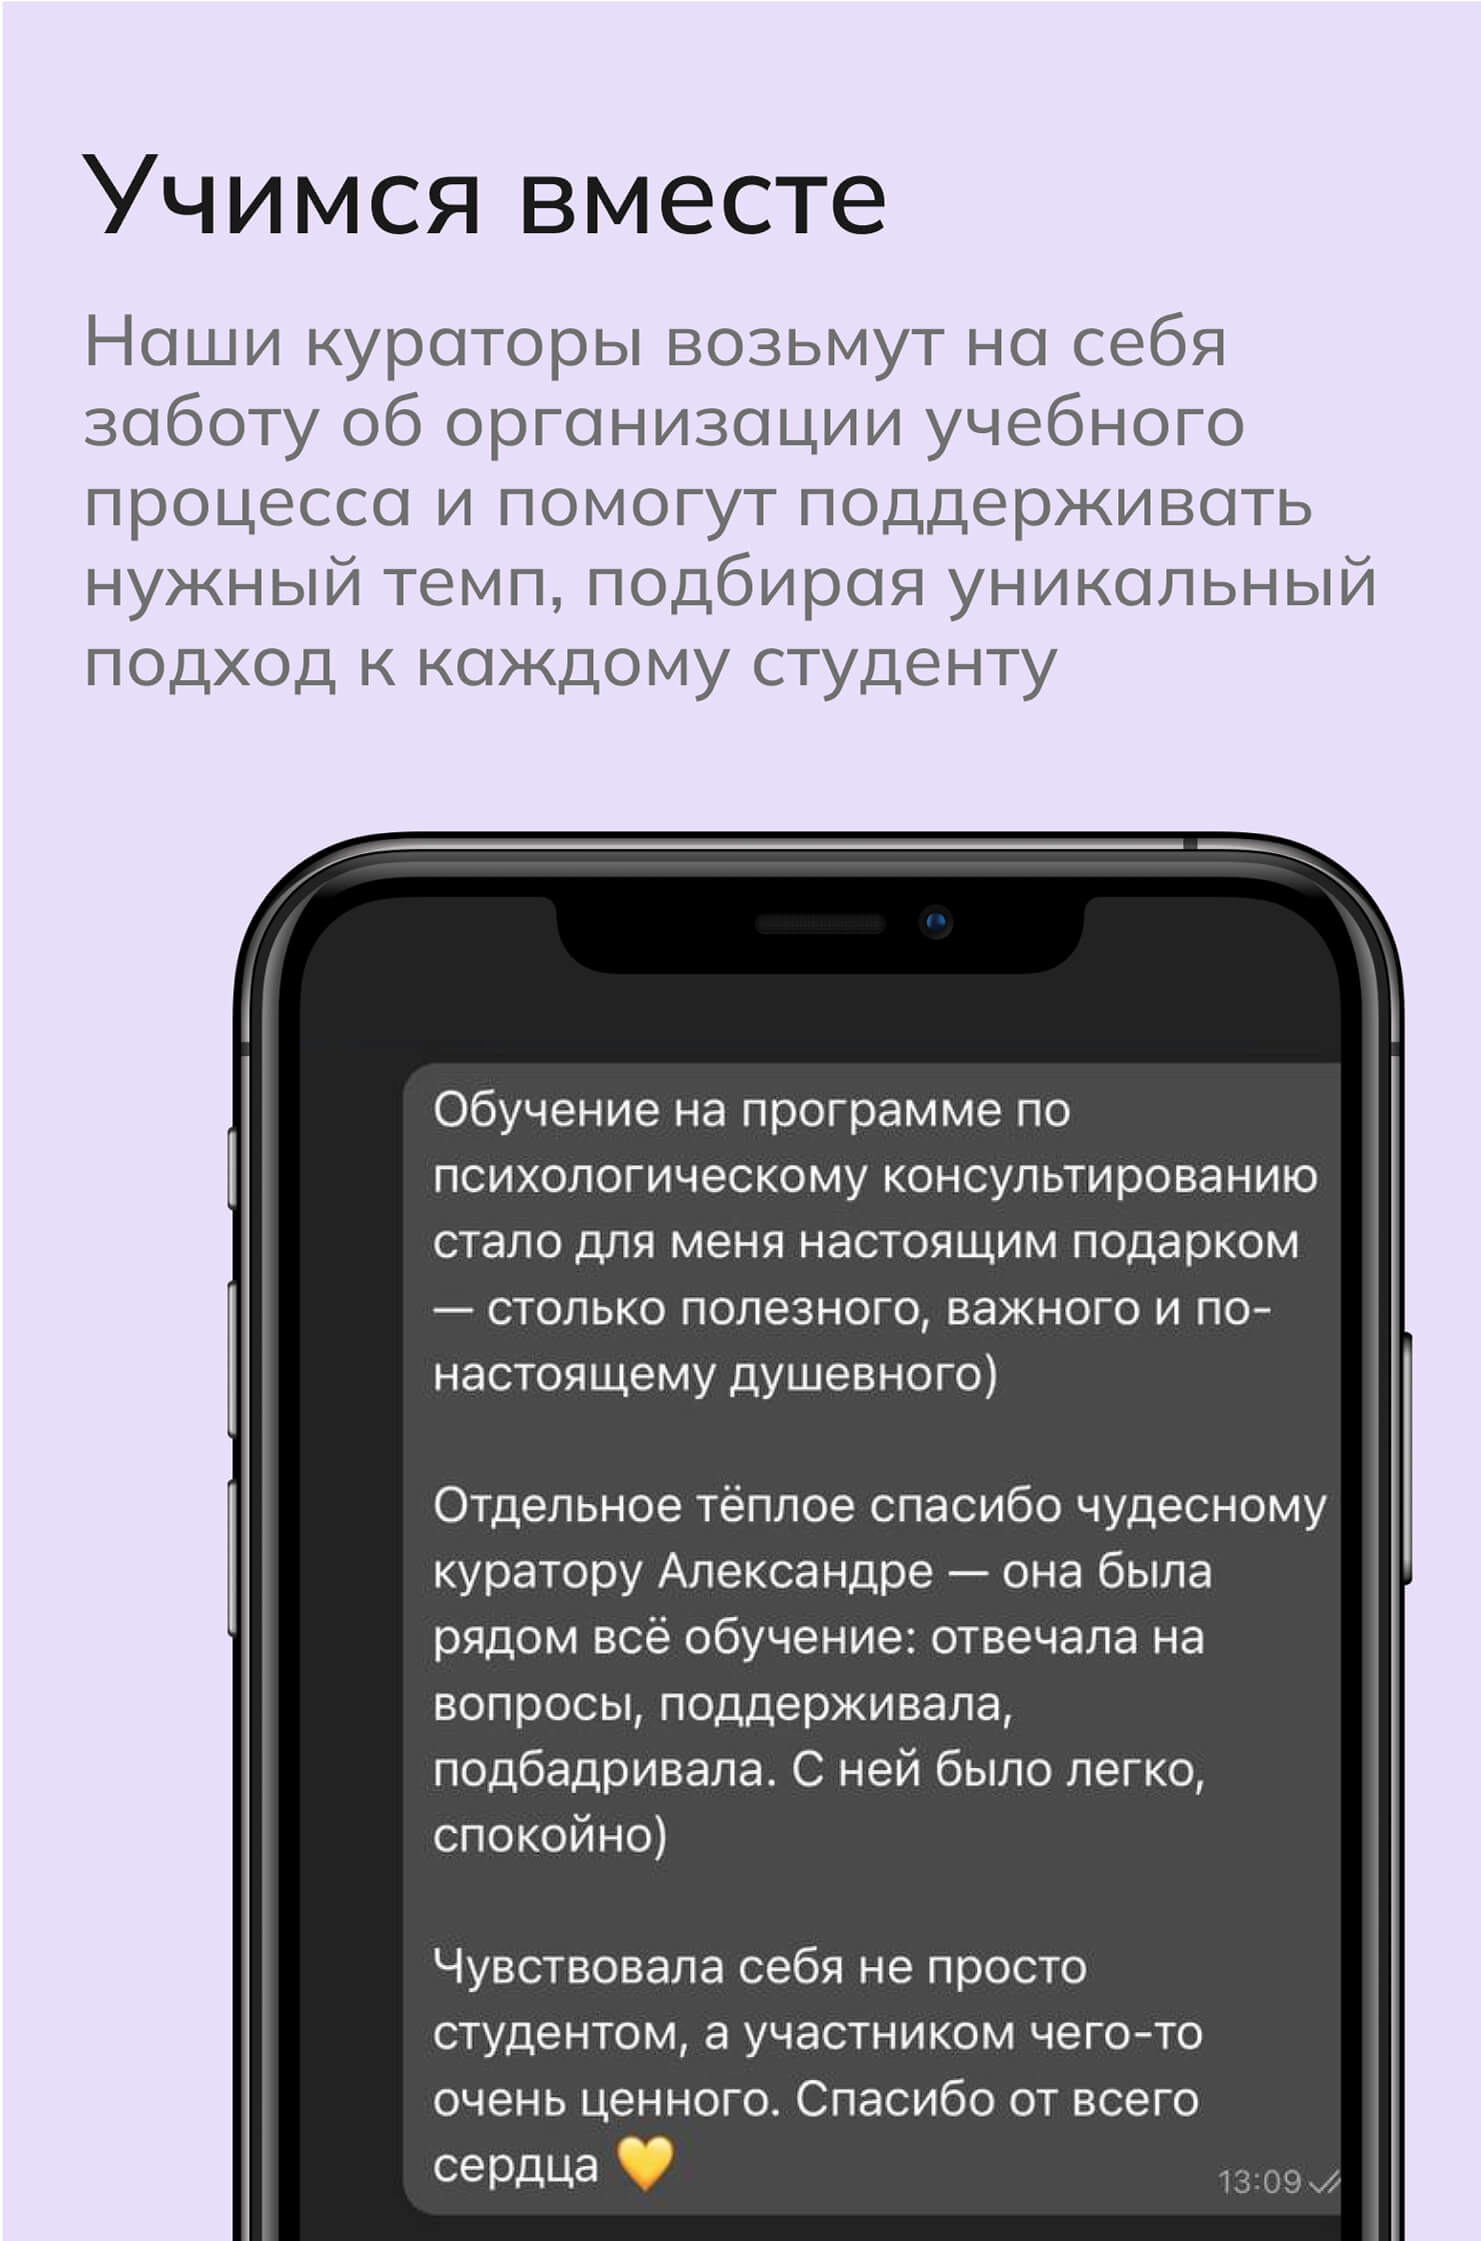 Учимся вместе
Наши кураторы возьмут на себя
заботу об организации учебного
процесса и помогут поддерживать
нужный темп, подбирая уникальный
подход к каждому студенту
Обучение на программе по
психологическому консультированию
стало для меня настоящим подарком
— столько полезного, важного и по-
настоящему душевного)
Отдельное тёплое спасибо чудесному
куратору Александре — она была
рядом всё обучение: отвечала на
вопросы, поддерживала,
подбадривала. С ней было легко,
спокойно)
Чувствовала себя не просто
студентом, а участником чего-то
очень ценного. Спасибо от всего
сердца 💛
13:09